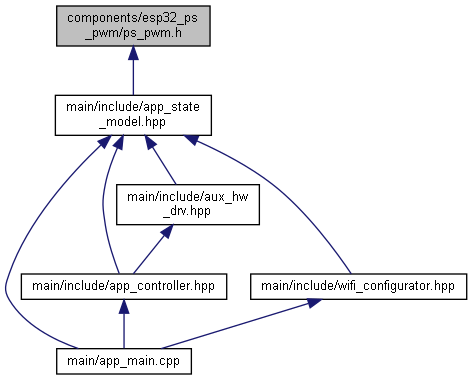 components/esp32_ps
_pwm/ps_pwm.h
main/include/app_state
_model.hpp
main/include/aux_hw
_drv.hpp
main/include/app_controller.hpp
main/include/wifi_configurator.hpp
main/app_main.cpp